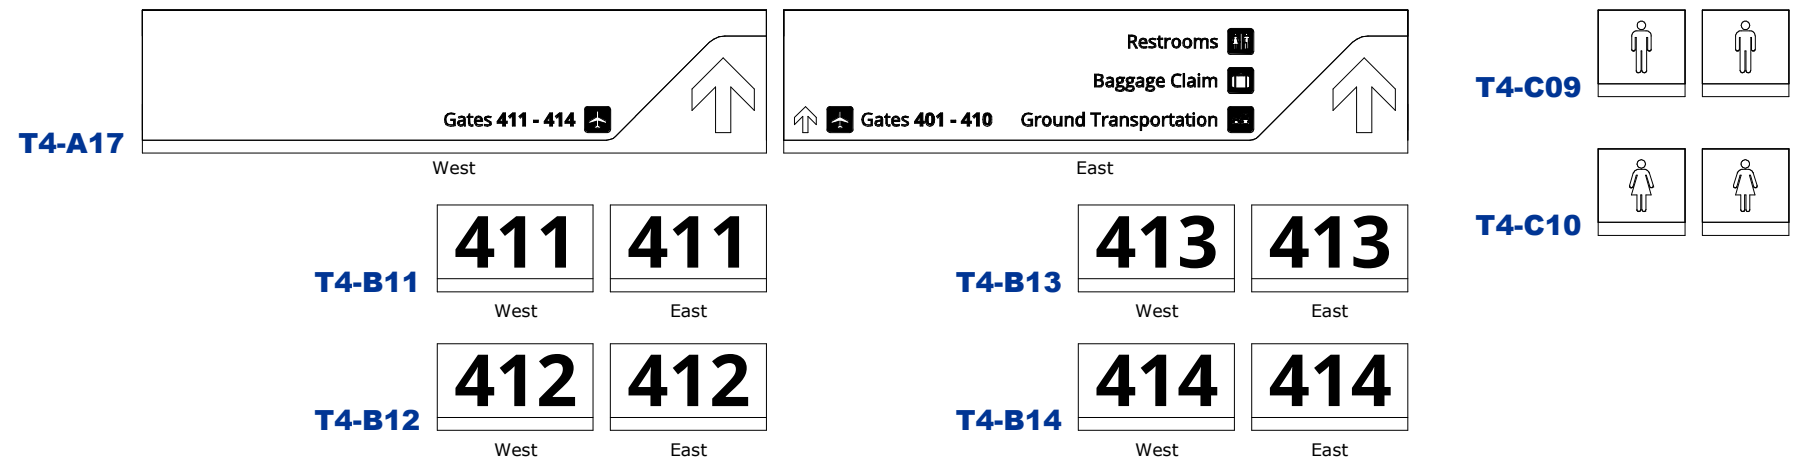 Restrooms
Baggage Claim
Gates 411 - 414
Gates 401 - 410 Ground Transportation
T4-A17
West
East
T4-C09
T4-C10
411 411
T4-B11
West East
413 413
T4-B13
West East
412 412
T4-B12
West East
414 414
T4-B14
West East